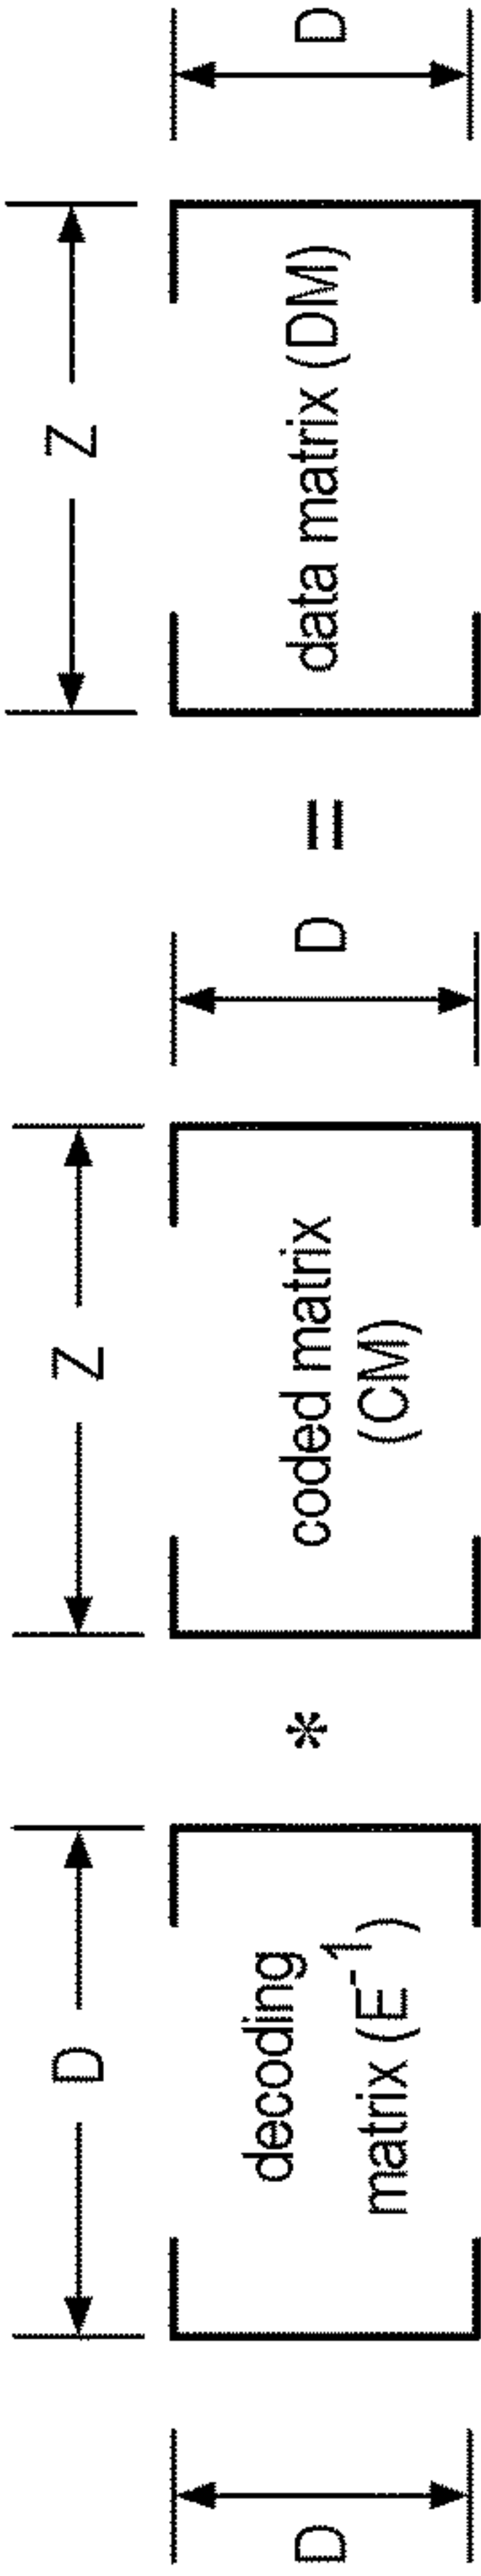 D
D
decoding
matrix (E⁻¹)
*
Z
coded matrix
(CM)
D
=
Z
data matrix (DM)
D